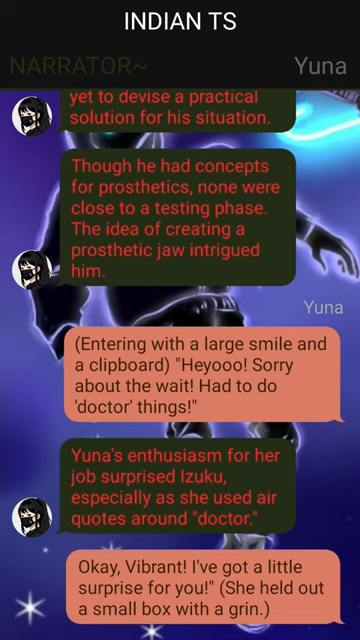 INDIAN TS
NARRATOR~
Yuna
yet to devise a practical
solution for his situation.
Though he had concepts
for prosthetics, none were
close to a testing phase.
The idea of creating a
prosthetic jaw intrigued
him.
Yuna
(Entering with a large smile and
a clipboard) "Heyooo! Sorry
about the wait! Had to do
'doctor' things!"
Yuna's enthusiasm for her
job surprised Izuku,
especially as she used air
quotes around "doctor."
Okay, Vibrant! I've got a little
surprise for you!" (She held out
a small box with a grin.)